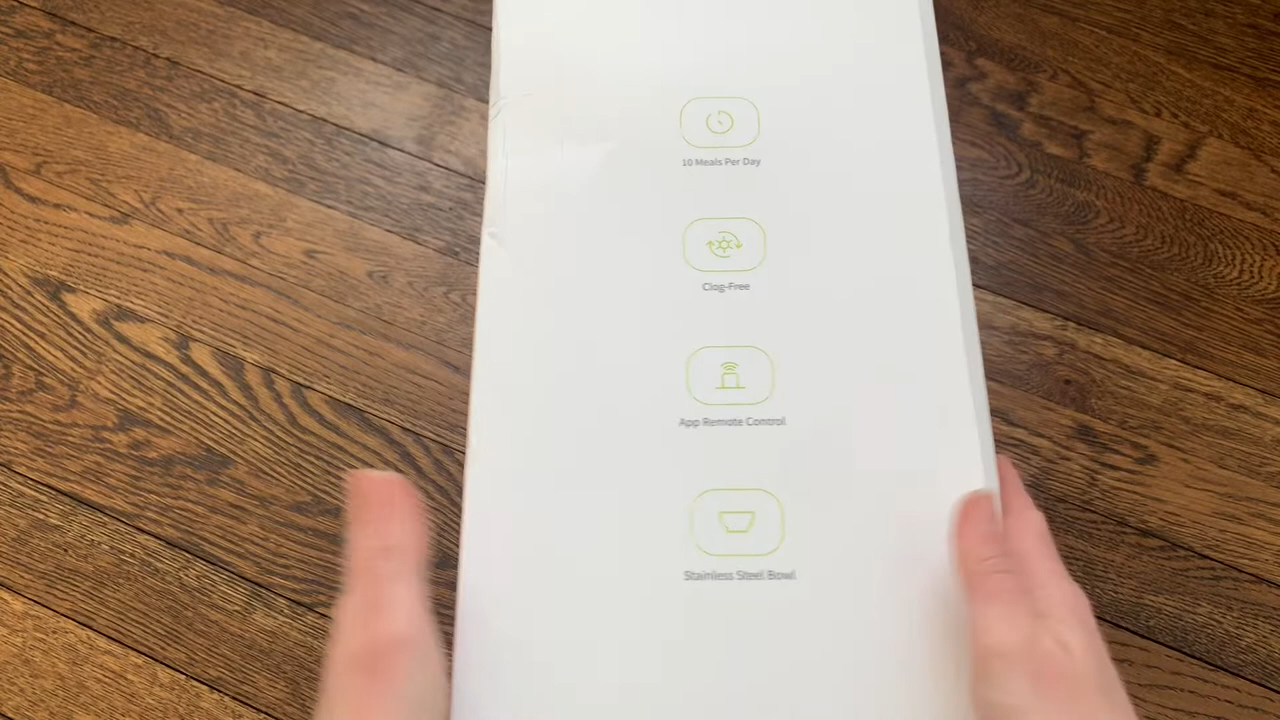 10 Meals Per Day
Clog-Free
App Remote Control
Stainless Steel Bowl